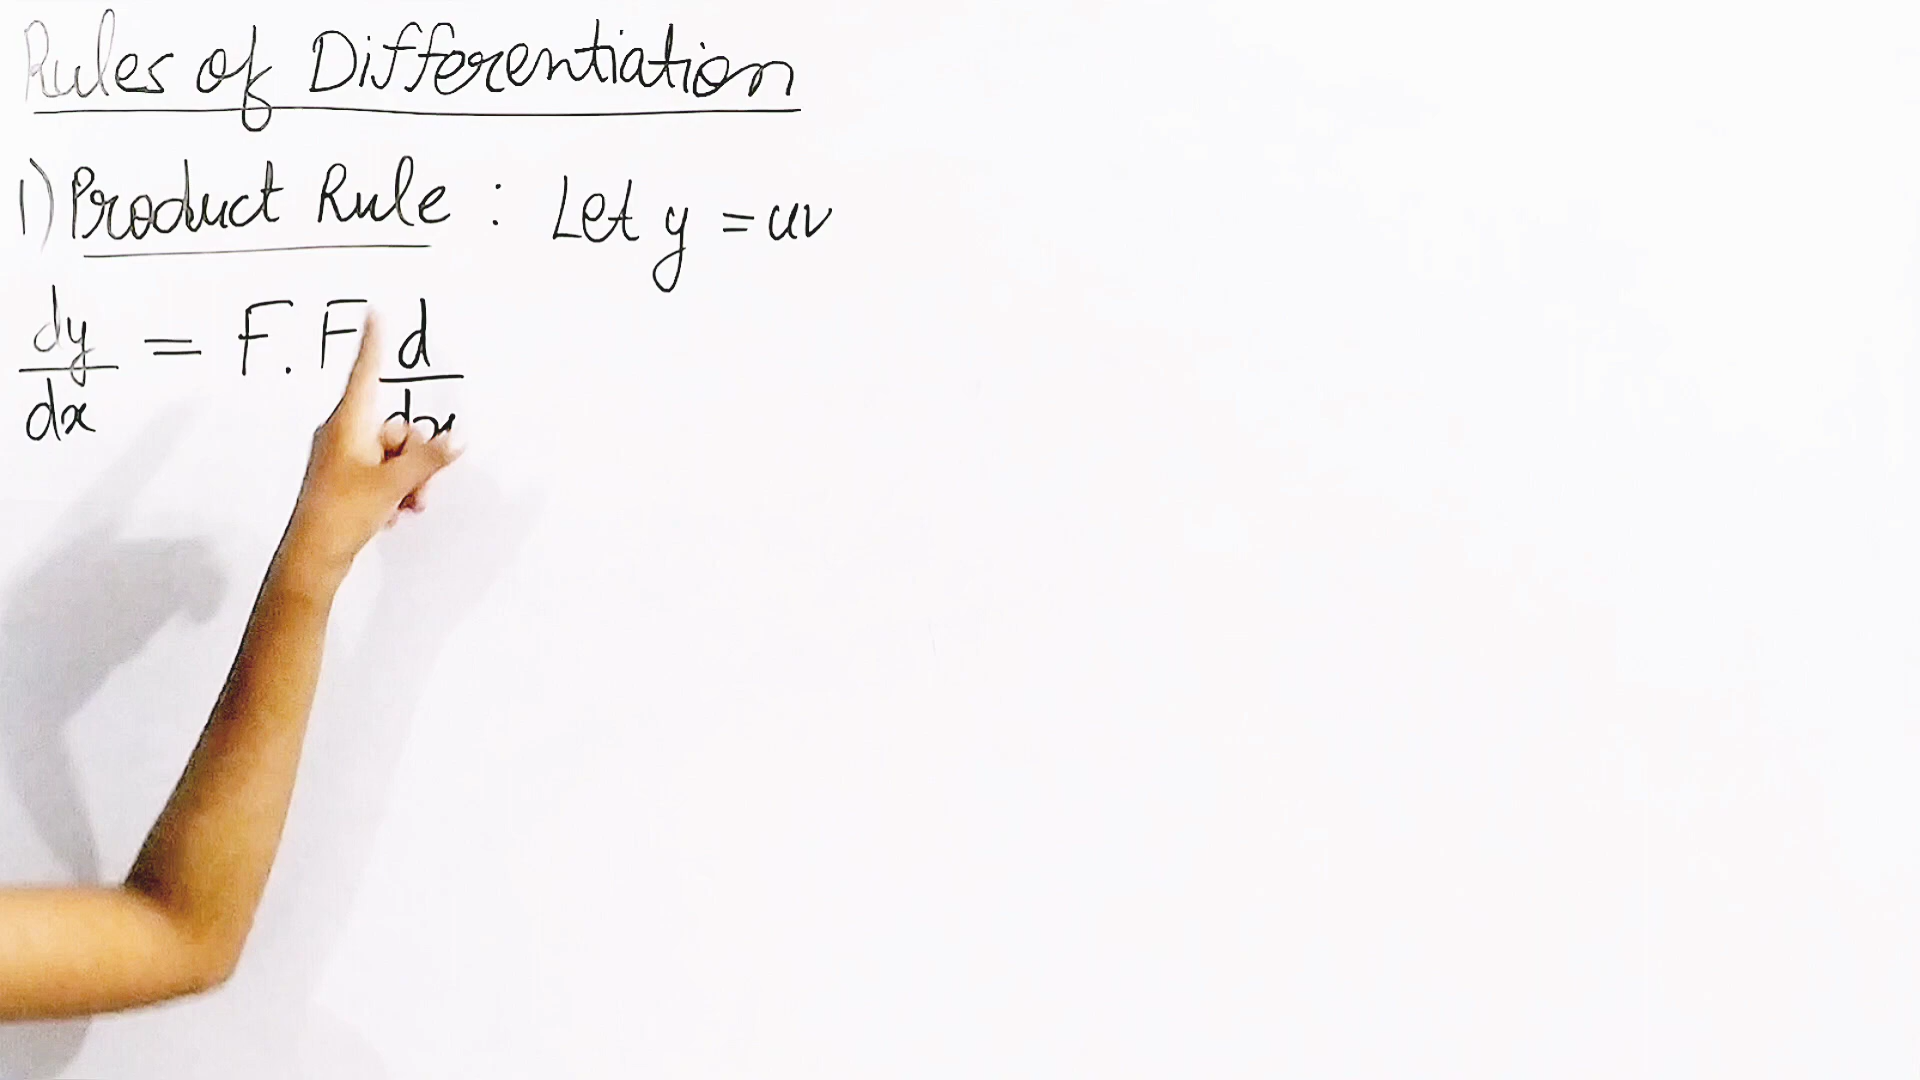 Rules of Differentiation
1) Product Rule : Let y = uv
dy/dx = F. F d/dx